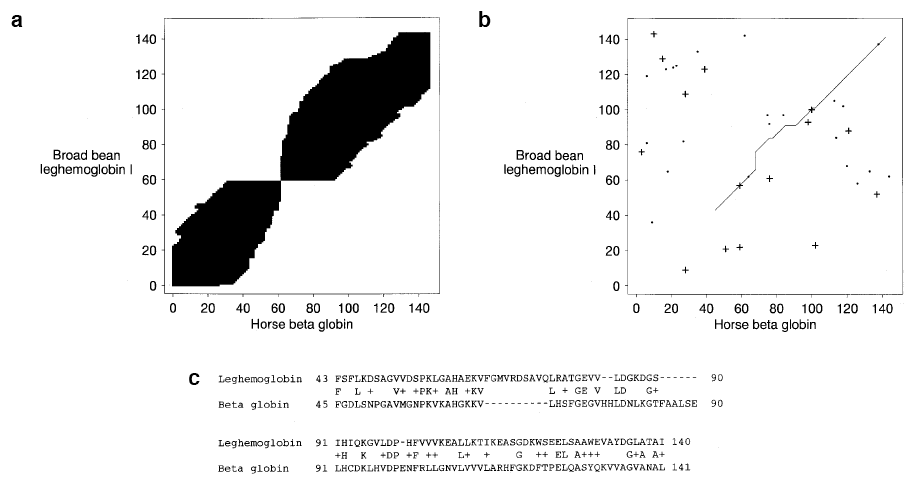 a
140
120
100
80
60
40
20
0
Broad bean
leghemoglobin I
0 20 40 60 80 100 120 140
Horse beta globin
b
140
120
100
80
60
40
20
0
Broad bean
leghemoglobin I
0 20 40 60 80 100 120 140
Horse beta globin
c
Leghemoglobin 43 FSFLKDSAGVVDSPKLGAHAEKVFGMVRDSAVQLRATGEVV--LDGKDGS------ 90
F L + V+ +PK+ AH +KV L + GE V LD G+
Beta globin 45 FGDLSNPGAVMGNPKVKAHGKKV----------LHSFGEGVHHLDNLKGTFAALSE 90
Leghemoglobin 91 IHIQKGVLDP-HFVVVKEALLKTIKEASGDKWSEELSAAWEVAYDGLATAI 140
+H K +DP +F ++ L+ + G ++ EL A+++ G+A A+
Beta globin 91 LHCDKLHVDPENFRLLGNVLVVVLARHFGKDFTPELQASYQKVVAGVANAL 141